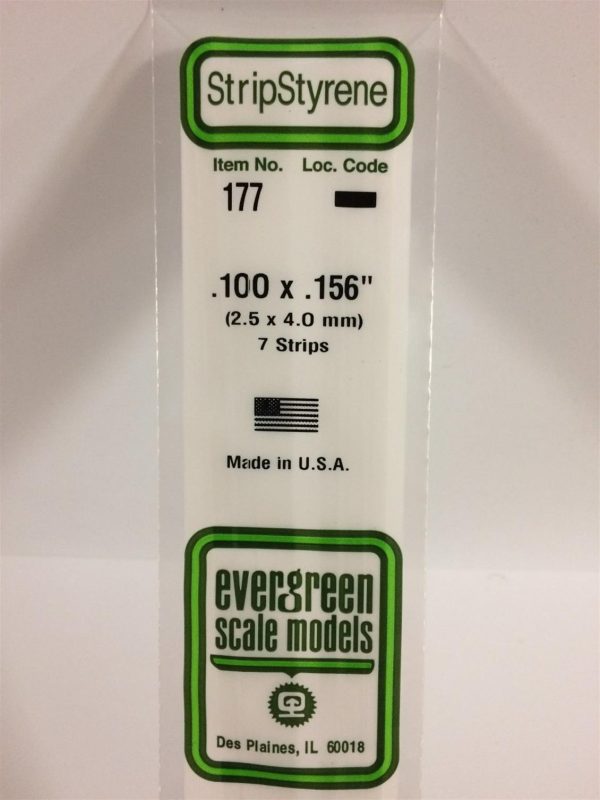 StripStyrene
Item No. Loc. Code
177
.100 x .156"
(2.5 x 4.0 mm)
7 Strips
Made in U.S.A.
evergreen
scale models
Des Plaines, IL 60018